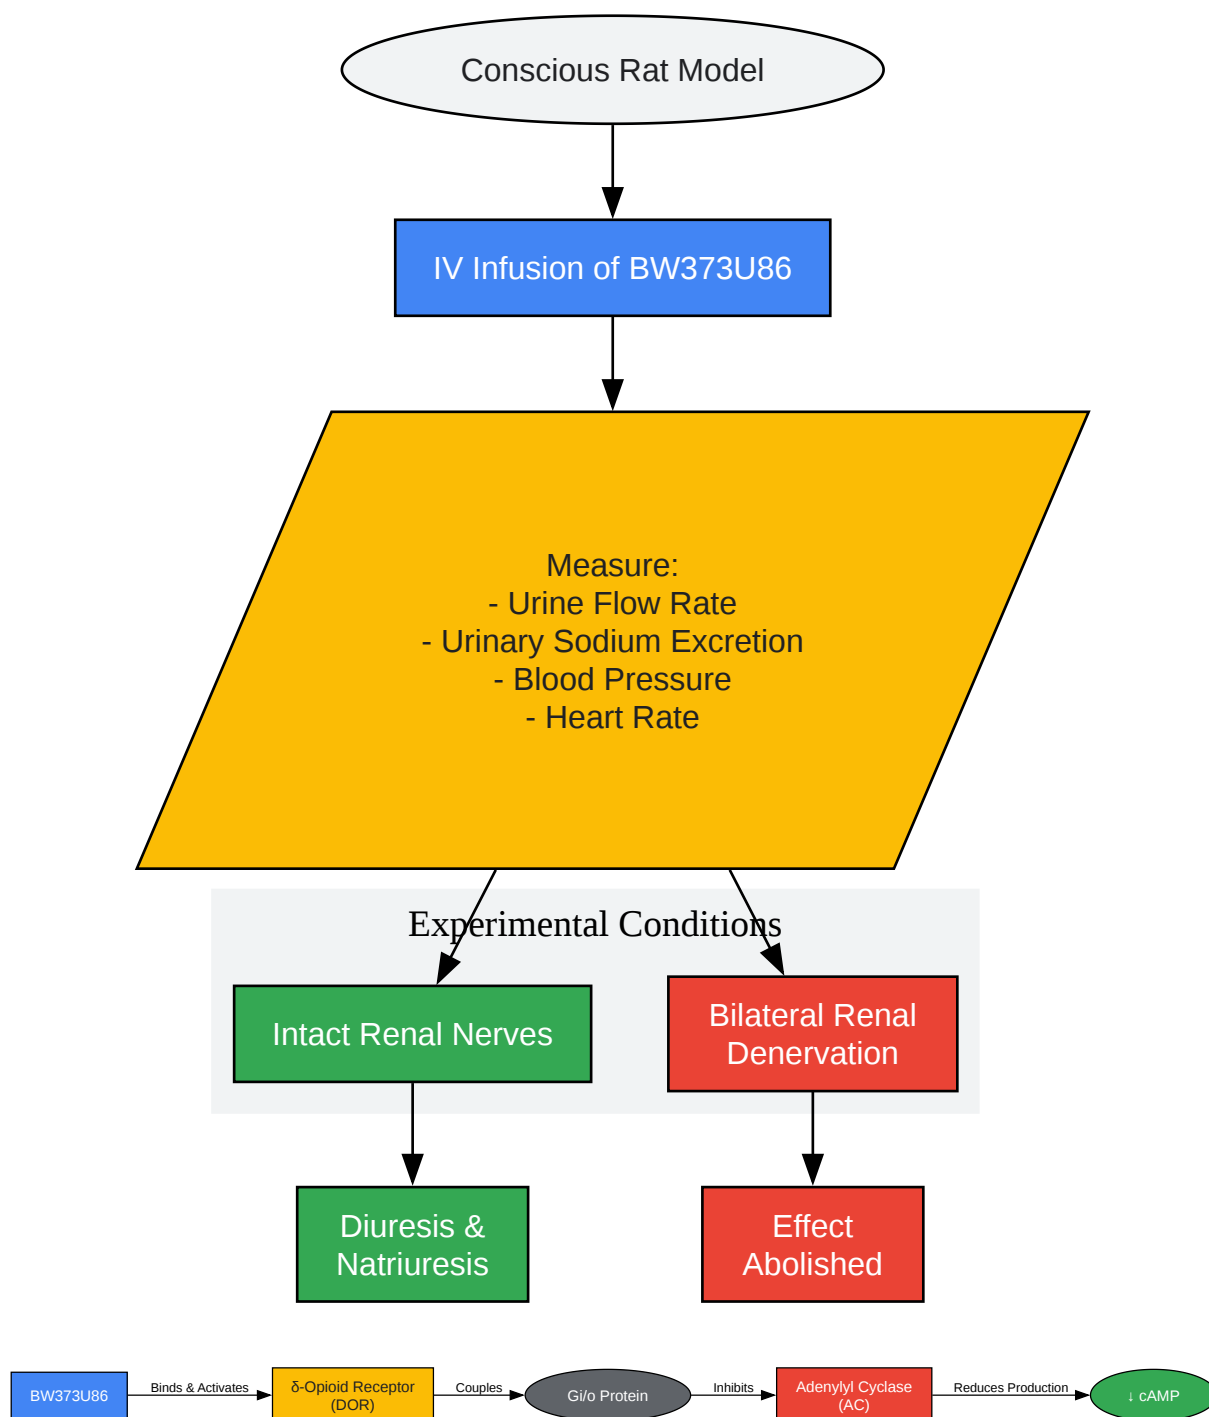 Conscious Rat Model
IV Infusion of BW373U86
Measure:
- Urine Flow Rate
- Urinary Sodium Excretion
- Blood Pressure
- Heart Rate
Experimental Conditions
Intact Renal Nerves
Bilateral Renal
Denervation
Diuresis &
Natriuresis
Effect
Abolished
BW373U86
Binds & Activates
δ-Opioid Receptor
(DOR)
Couples
Gi/o Protein
Inhibits
Adenylyl Cyclase
(AC)
Reduces Production
↓ cAMP